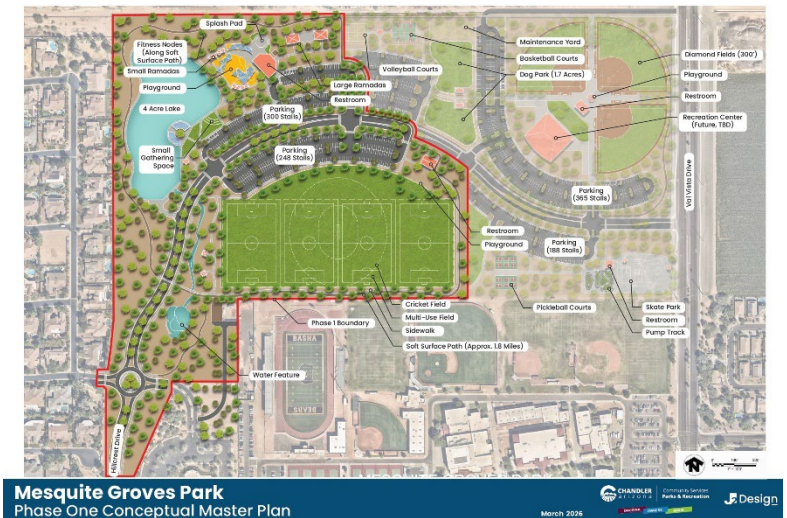 Splash Pad
Fitness Nodes
(Along Soft
Surface Path)
Small Ramadas
Playground
4 Acre Lake
Small
Gathering
Space
Parking
(300 Stalls)
Parking
(248 Stalls)
Large Ramadas
Restroom
Volleyball Courts
Maintenance Yard
Basketball Courts
Dog Park (1.7 Acres)
Diamond Fields (300')
Playground
Restroom
Recreation Center
(Future, TBD)
Val Vista Drive
Parking
(365 Stalls)
Parking
(188 Stalls)
Restroom
Playground
Pickleball Courts
Skate Park
Restroom
Pump Track
Cricket Field
Multi-Use Field
Sidewalk
Soft Surface Path (Approx. 1.8 Miles)
Phase 1 Boundary
Water Feature
Hillcrest Drive
BASHA
BEARS
N
Mesquite Groves Park
Phase One Conceptual Master Plan
March 2026
CHANDLER
arizona
Community Services
Parks & Recreation
J2 Design